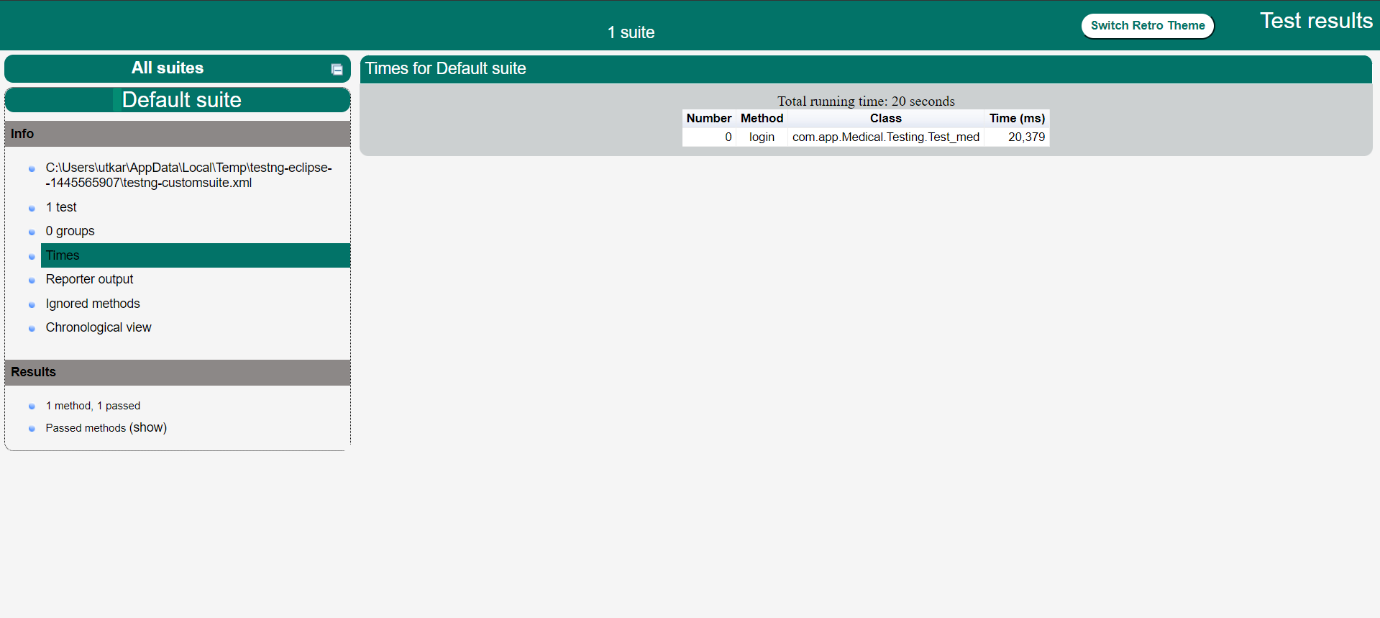 1 suite
Switch Retro Theme
Test results
All suites
Default suite
Info
C:\Users\utkar\AppData\Local\Temp\testng-eclipse-
-1445565907\testng-customsuite.xml
1 test
0 groups
Times
Reporter output
Ignored methods
Chronological view
Results
1 method, 1 passed
Passed methods (show)
Times for Default suite
Total running time: 20 seconds
Number Method Class Time (ms)
0 login com.app.Medical.Testing.Test_med 20,379